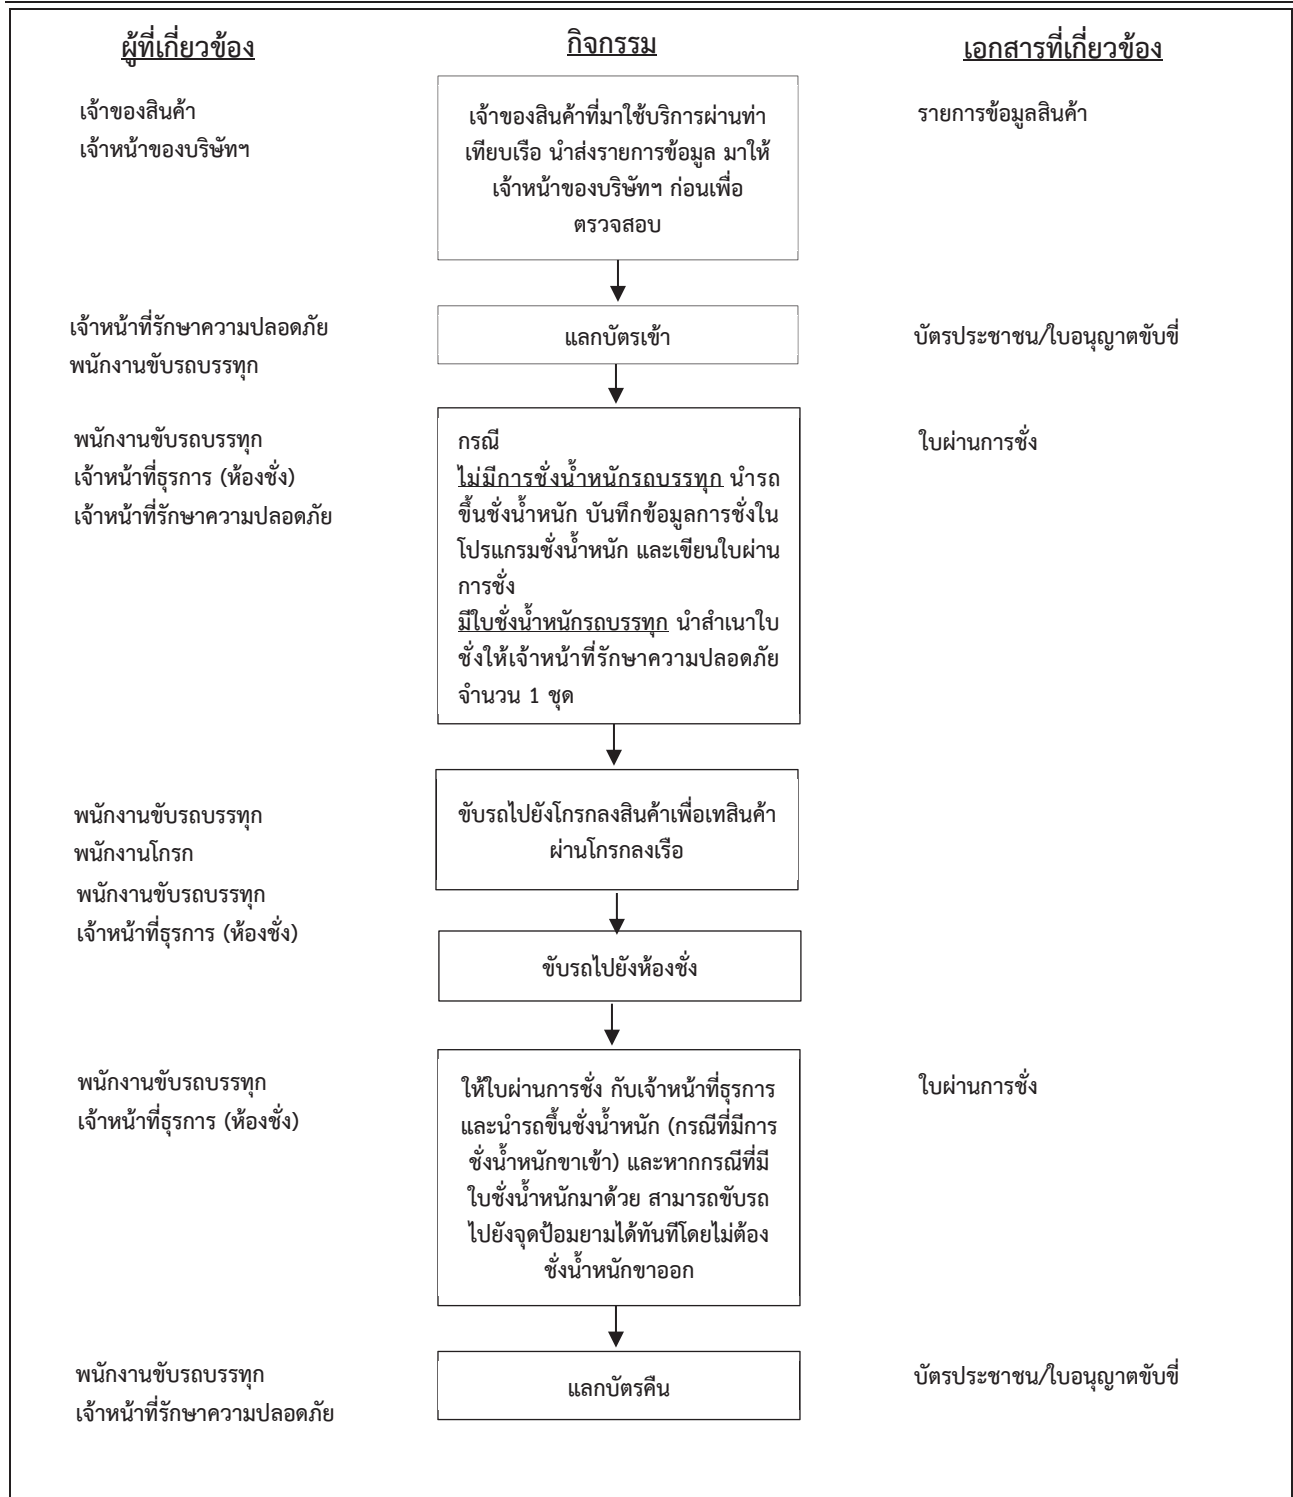 ผู้ที่เกี่ยวข้อง
กิจกรรม
เอกสารที่เกี่ยวข้อง
เจ้าของสินค้า
เจ้าหน้าของบริษัทฯ
เจ้าของสินค้าที่มาใช้บริการผ่านท่า
เทียบเรือ นำส่งรายการข้อมูล มาให้
เจ้าหน้าของบริษัทฯ ก่อนเพื่อ
ตรวจสอบ
รายการข้อมูลสินค้า
เจ้าหน้าที่รักษาความปลอดภัย
พนักงานขับรถบรรทุก
แลกบัตรเข้า
บัตรประชาชน/ใบอนุญาตขับขี่
พนักงานขับรถบรรทุก
เจ้าหน้าที่ธุรการ (ห้องชั่ง)
เจ้าหน้าที่รักษาความปลอดภัย
กรณี
ไม่มีการชั่งน้ำหนักรถบรรทุก นำรถ
ขึ้นชั่งน้ำหนัก บันทึกข้อมูลการชั่งใน
โปรแกรมชั่งน้ำหนัก และเขียนใบผ่าน
การชั่ง
มีใบชั่งน้ำหนักรถบรรทุก นำสำเนาใบ
ชั่งให้เจ้าหน้าที่รักษาความปลอดภัย
จำนวน 1 ชุด
ใบผ่านการชั่ง
พนักงานขับรถบรรทุก
พนักงานโกรก
ขับรถไปยังโกรกลงสินค้าเพื่อเทสินค้า
ผ่านโกรกลงเรือ
พนักงานขับรถบรรทุก
เจ้าหน้าที่ธุรการ (ห้องชั่ง)
ขับรถไปยังห้องชั่ง
พนักงานขับรถบรรทุก
เจ้าหน้าที่ธุรการ (ห้องชั่ง)
ให้ใบผ่านการชั่ง กับเจ้าหน้าที่ธุรการ
และนำรถขึ้นชั่งน้ำหนัก (กรณีที่มีการ
ชั่งน้ำหนักขาเข้า) และหากกรณีที่มี
ใบชั่งน้ำหนักมาด้วย สามารถขับรถ
ไปยังจุดป้อมยามได้ทันทีโดยไม่ต้อง
ชั่งน้ำหนักขาออก
ใบผ่านการชั่ง
พนักงานขับรถบรรทุก
เจ้าหน้าที่รักษาความปลอดภัย
แลกบัตรคืน
บัตรประชาชน/ใบอนุญาตขับขี่